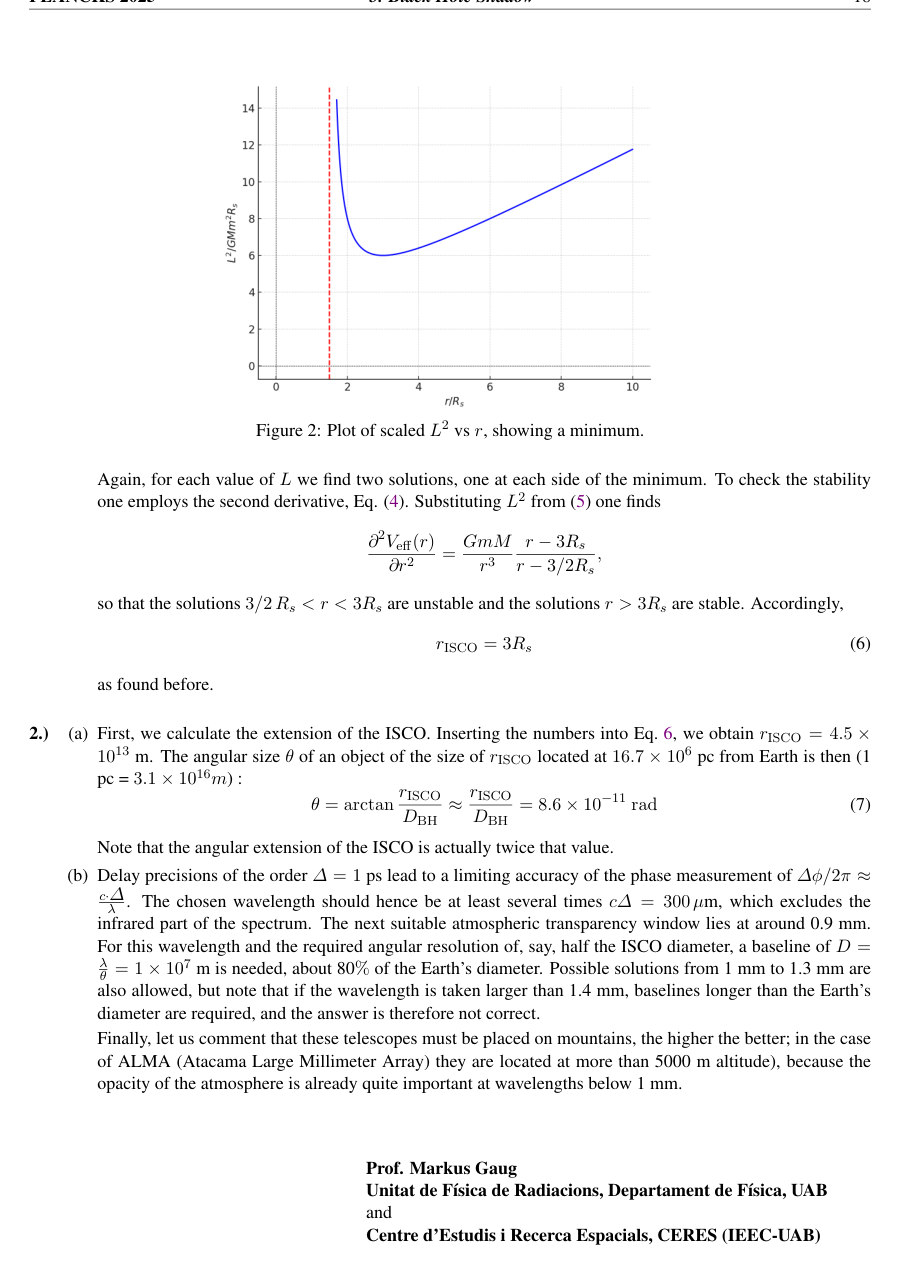 PLANCKS 2023 3. Black Hole Shadow 18
14
12
10
8
6
4
2
0
L²/GMm²Rₛ
0 2 4 6 8 10
r/Rₛ
Figure 2: Plot of scaled L² vs r, showing a minimum.
Again, for each value of L we find two solutions, one at each side of the minimum. To check the stability
one employs the second derivative, Eq. (4). Substituting L² from (5) one finds
∂²V_eff(r)/∂r² = GmM/r³ (r − 3Rₛ)/(r − 3/2Rₛ),
so that the solutions 3/2 Rₛ < r < 3Rₛ are unstable and the solutions r > 3Rₛ are stable. Accordingly,
r_ISCO = 3Rₛ (6)
as found before.
2.) (a) First, we calculate the extension of the ISCO. Inserting the numbers into Eq. 6, we obtain r_ISCO = 4.5 ×
10¹³ m. The angular size θ of an object of the size of r_ISCO located at 16.7 × 10⁶ pc from Earth is then (1
pc = 3.1 × 10¹⁶m) :
θ = arctan r_ISCO/D_BH ≈ r_ISCO/D_BH = 8.6 × 10⁻¹¹ rad (7)
Note that the angular extension of the ISCO is actually twice that value.
(b) Delay precisions of the order Δ = 1 ps lead to a limiting accuracy of the phase measurement of Δϕ/2π ≈
c·Δ/λ. The chosen wavelength should hence be at least several times cΔ = 300 μm, which excludes the
infrared part of the spectrum. The next suitable atmospheric transparency window lies at around 0.9 mm.
For this wavelength and the required angular resolution of, say, half the ISCO diameter, a baseline of D =
λ/θ = 1 × 10⁷ m is needed, about 80% of the Earth's diameter. Possible solutions from 1 mm to 1.3 mm are
also allowed, but note that if the wavelength is taken larger than 1.4 mm, baselines longer than the Earth's
diameter are required, and the answer is therefore not correct.
Finally, let us comment that these telescopes must be placed on mountains, the higher the better; in the case
of ALMA (Atacama Large Millimeter Array) they are located at more than 5000 m altitude), because the
opacity of the atmosphere is already quite important at wavelengths below 1 mm.
Prof. Markus Gaug
Unitat de Física de Radiacions, Departament de Física, UAB
and
Centre d'Estudis i Recerca Espacials, CERES (IEEC-UAB)